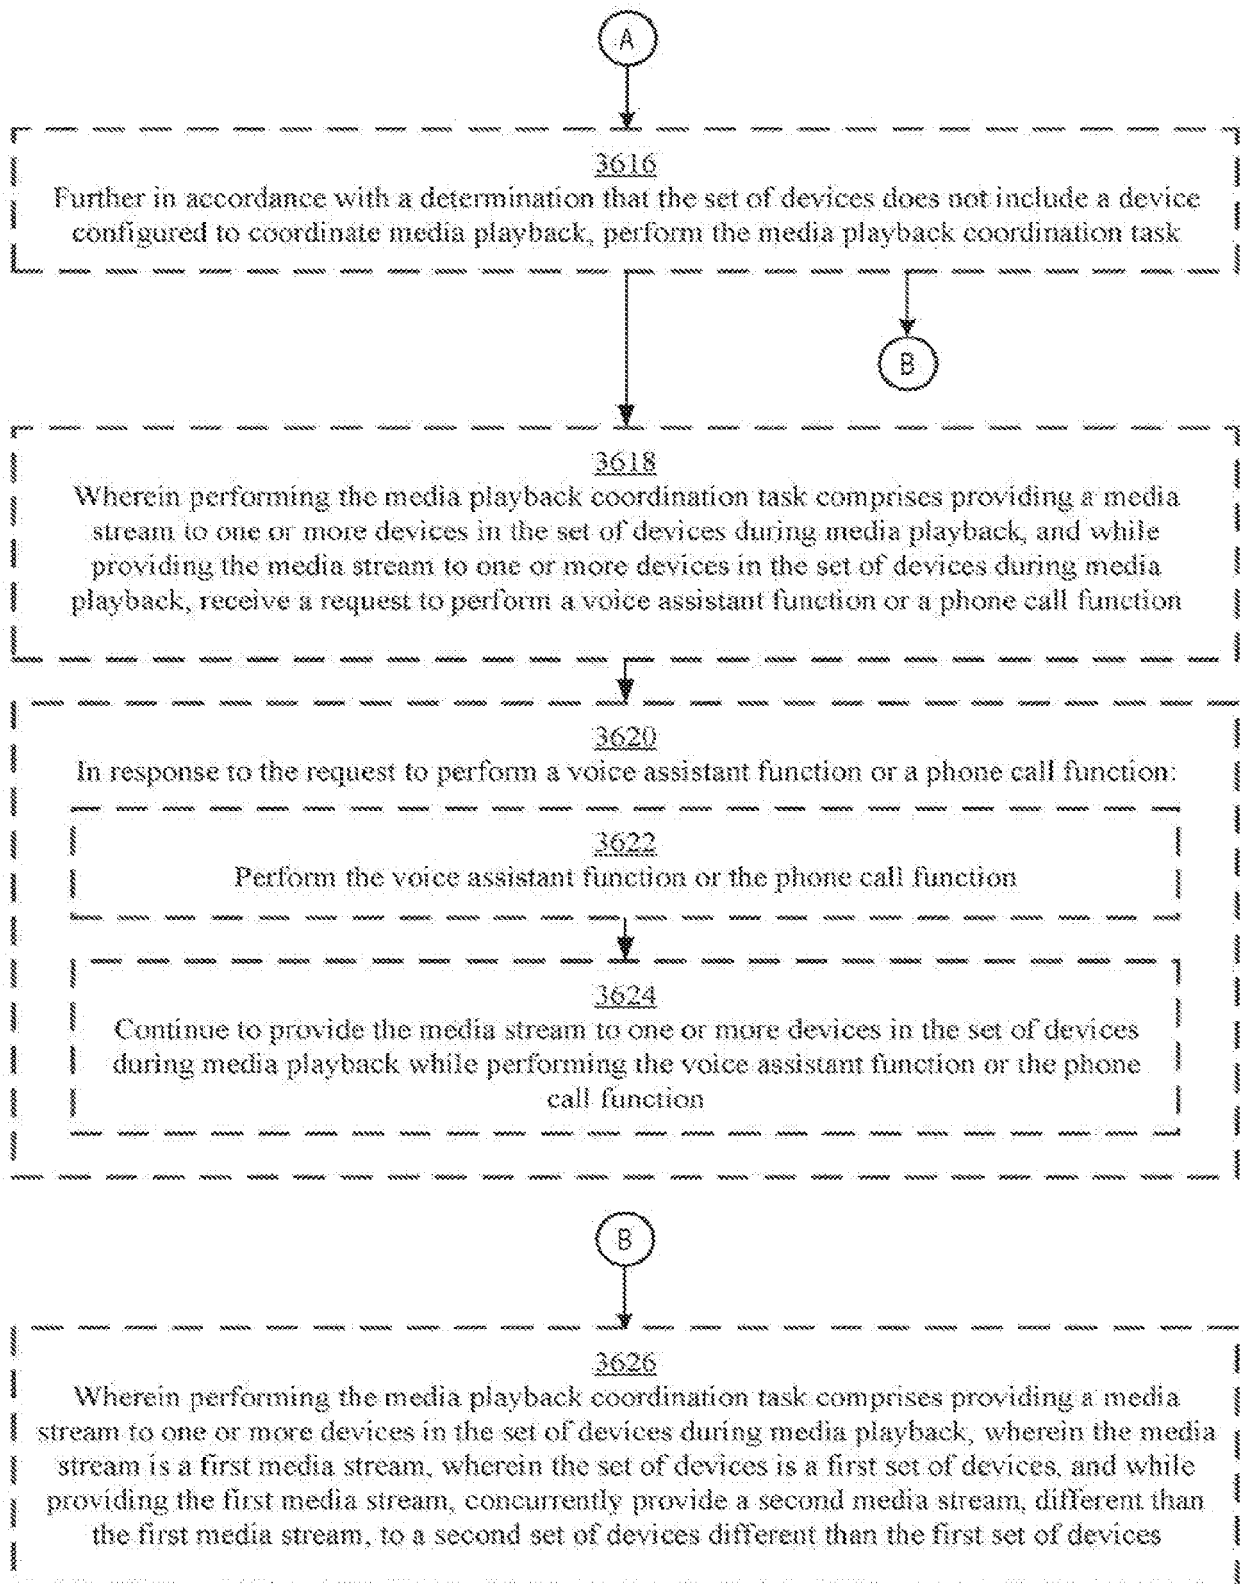 A
3616
Further in accordance with a determination that the set of devices does not include a device
configured to coordinate media playback, perform the media playback coordination task
B
3618
Wherein performing the media playback coordination task comprises providing a media
stream to one or more devices in the set of devices during media playback, and while
providing the media stream to one or more devices in the set of devices during media
playback, receive a request to perform a voice assistant function or a phone call function
3620
In response to the request to perform a voice assistant function or a phone call function:
3622
Perform the voice assistant function or the phone call function
3624
Continue to provide the media stream to one or more devices in the set of devices
during media playback while performing the voice assistant function or the phone
call function
B
3626
Wherein performing the media playback coordination task comprises providing a media
stream to one or more devices in the set of devices during media playback, wherein the media
stream is a first media stream, wherein the set of devices is a first set of devices, and while
providing the first media stream, concurrently provide a second media stream, different than
the first media stream, to a second set of devices different than the first set of devices